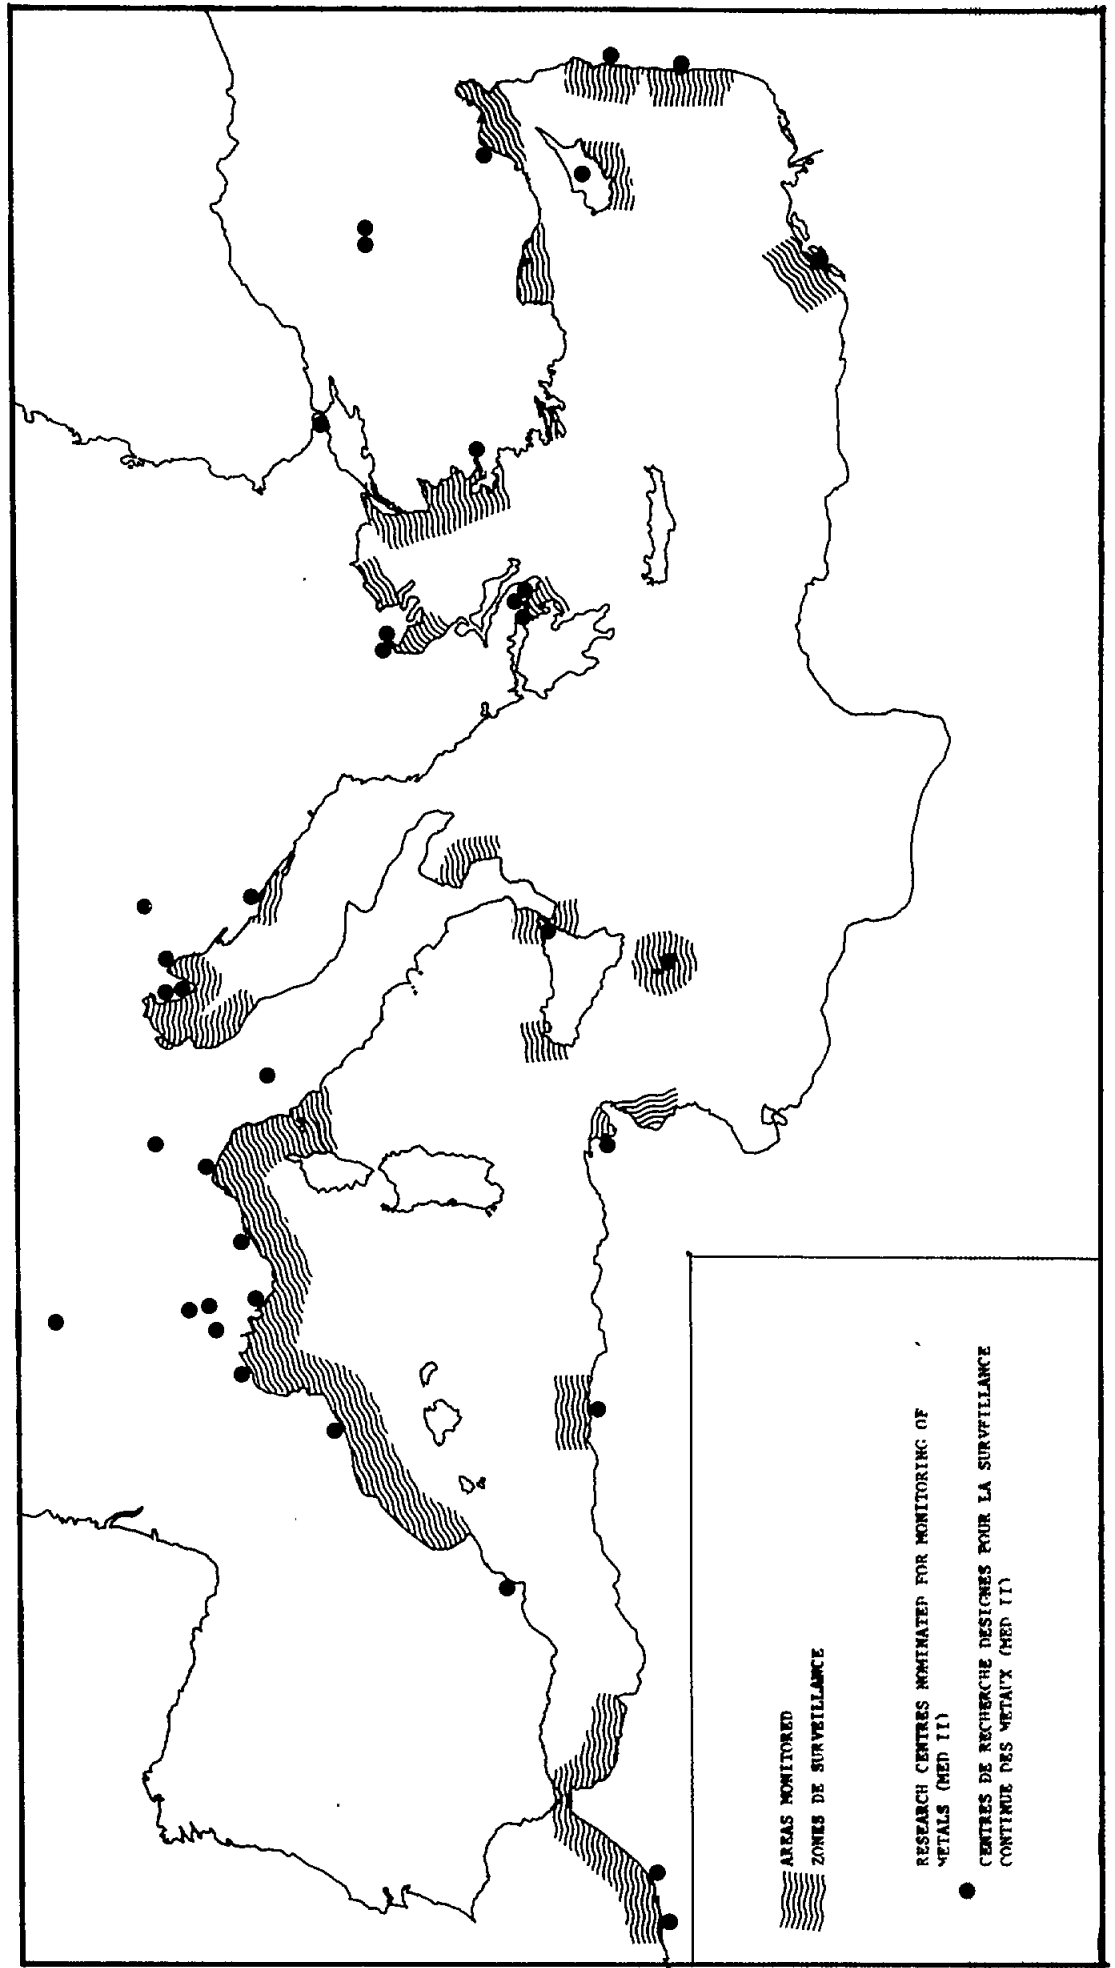 AREAS MONITORED
ZONES DE SURVEILLANCE
RESEARCH CENTRES NOMINATED FOR MONITORING OF
METALS (MED II)
CENTRES DE RECHERCHE DESIGNES POUR LA SURVEILLANCE
CONTINUE DES METAUX (MED II)